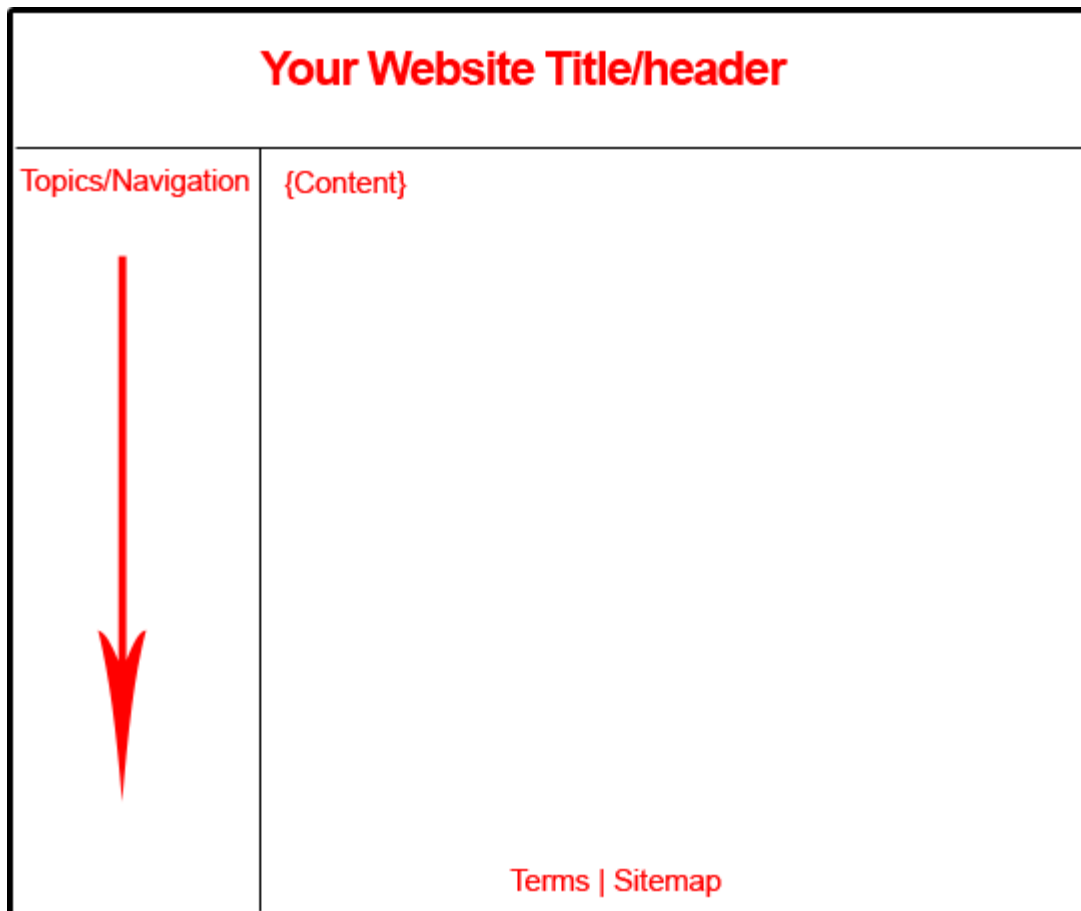 Your Website Title/header
Topics/Navigation
{Content}
Terms | Sitemap